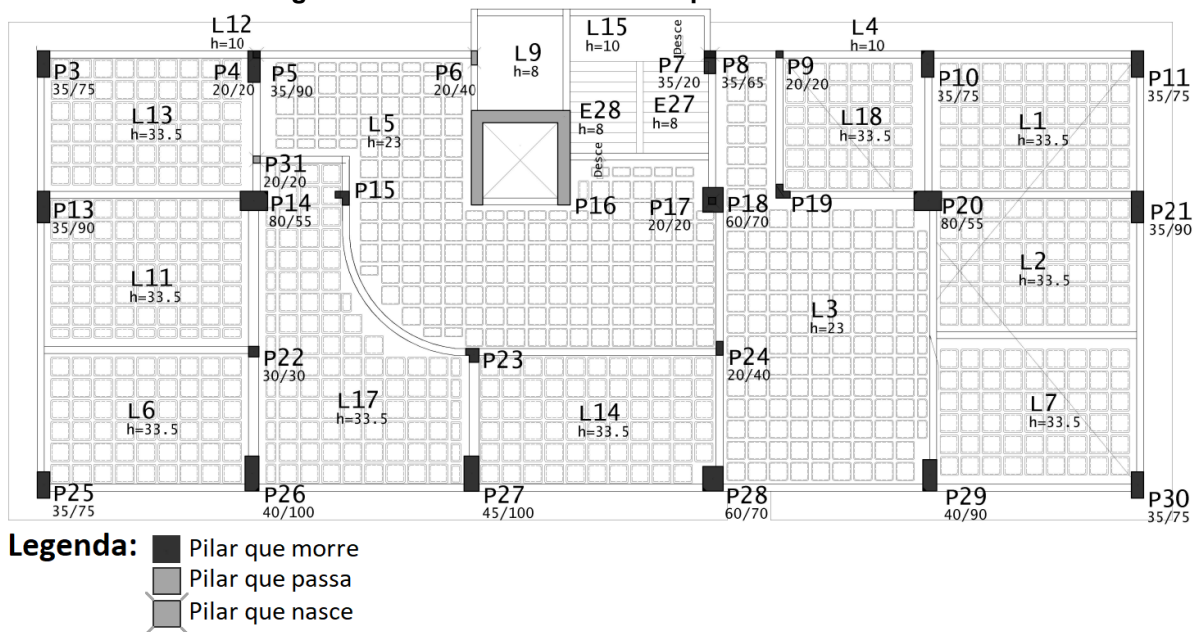 L12
h=10
L15
h=10
Desce
L4
h=10
L9
h=8
P3
35/75
P4
20/20
P5
35/90
P6
20/40
P7
35/20
P8
35/65
P9
20/20
P10
35/75
P11
35/75
L13
h=33.5
L5
h=23
E28
h=8
E27
h=8
L18
h=33.5
L1
h=33.5
Desce
P31
20/20
P15
P13
35/90
P14
80/55
P16
P17
20/20
P18
60/70
P19
P20
80/55
P21
35/90
L11
h=33.5
L2
h=33.5
L3
h=23
P22
30/30
P23
P24
20/40
L6
h=33.5
L17
h=33.5
L14
h=33.5
L7
h=33.5
P25
35/75
P26
40/100
P27
45/100
P28
60/70
P29
40/90
P30
35/75
Legenda:
Pilar que morre
Pilar que passa
Pilar que nasce